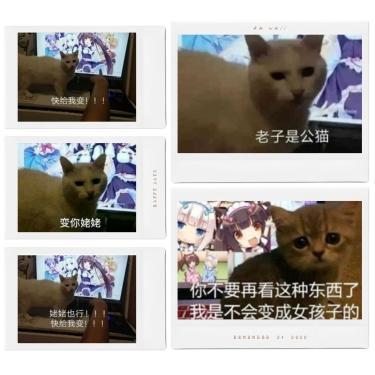 快给我变！！！
变你姥姥
姥姥也行！！！
快给我变！！！
老子是公猫
你不要再看这种东西了
我是不会变成女孩子的